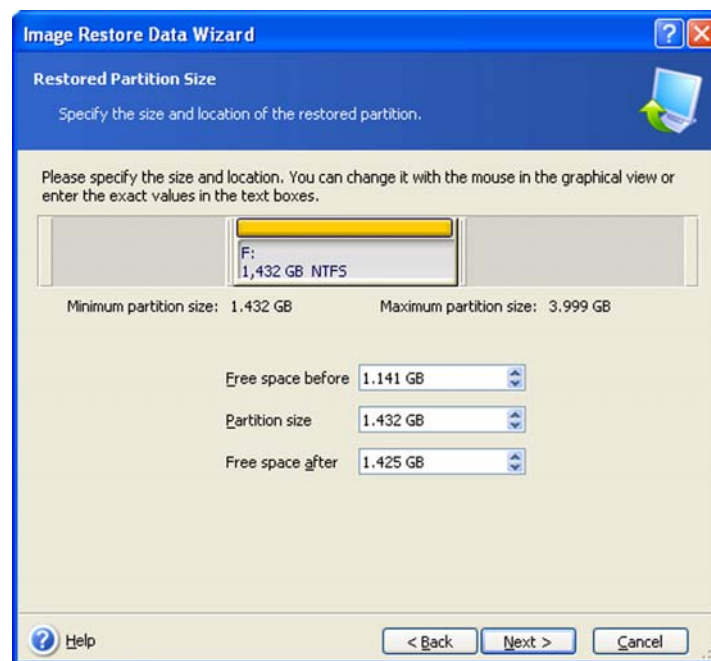 Image Restore Data Wizard
?
Restored Partition Size
Specify the size and location of the restored partition.
Please specify the size and location. You can change it with the mouse in the graphical view or
enter the exact values in the text boxes.
F:
1,432 GB NTFS
Minimum partition size: 1.432 GB Maximum partition size: 3.999 GB
Free space before 1.141 GB
Partition size 1.432 GB
Free space after 1.425 GB
? Help < Back Next > Cancel